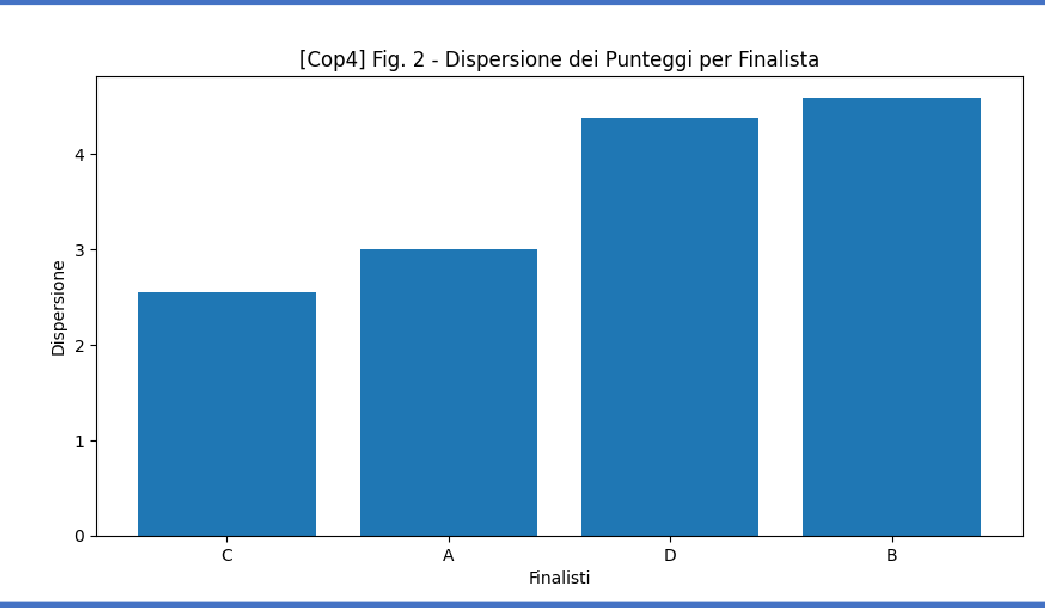 [Cop4] Fig. 2 - Dispersione dei Punteggi per Finalista
Dispersione
4
3
2
1
0
C A D B
Finalisti